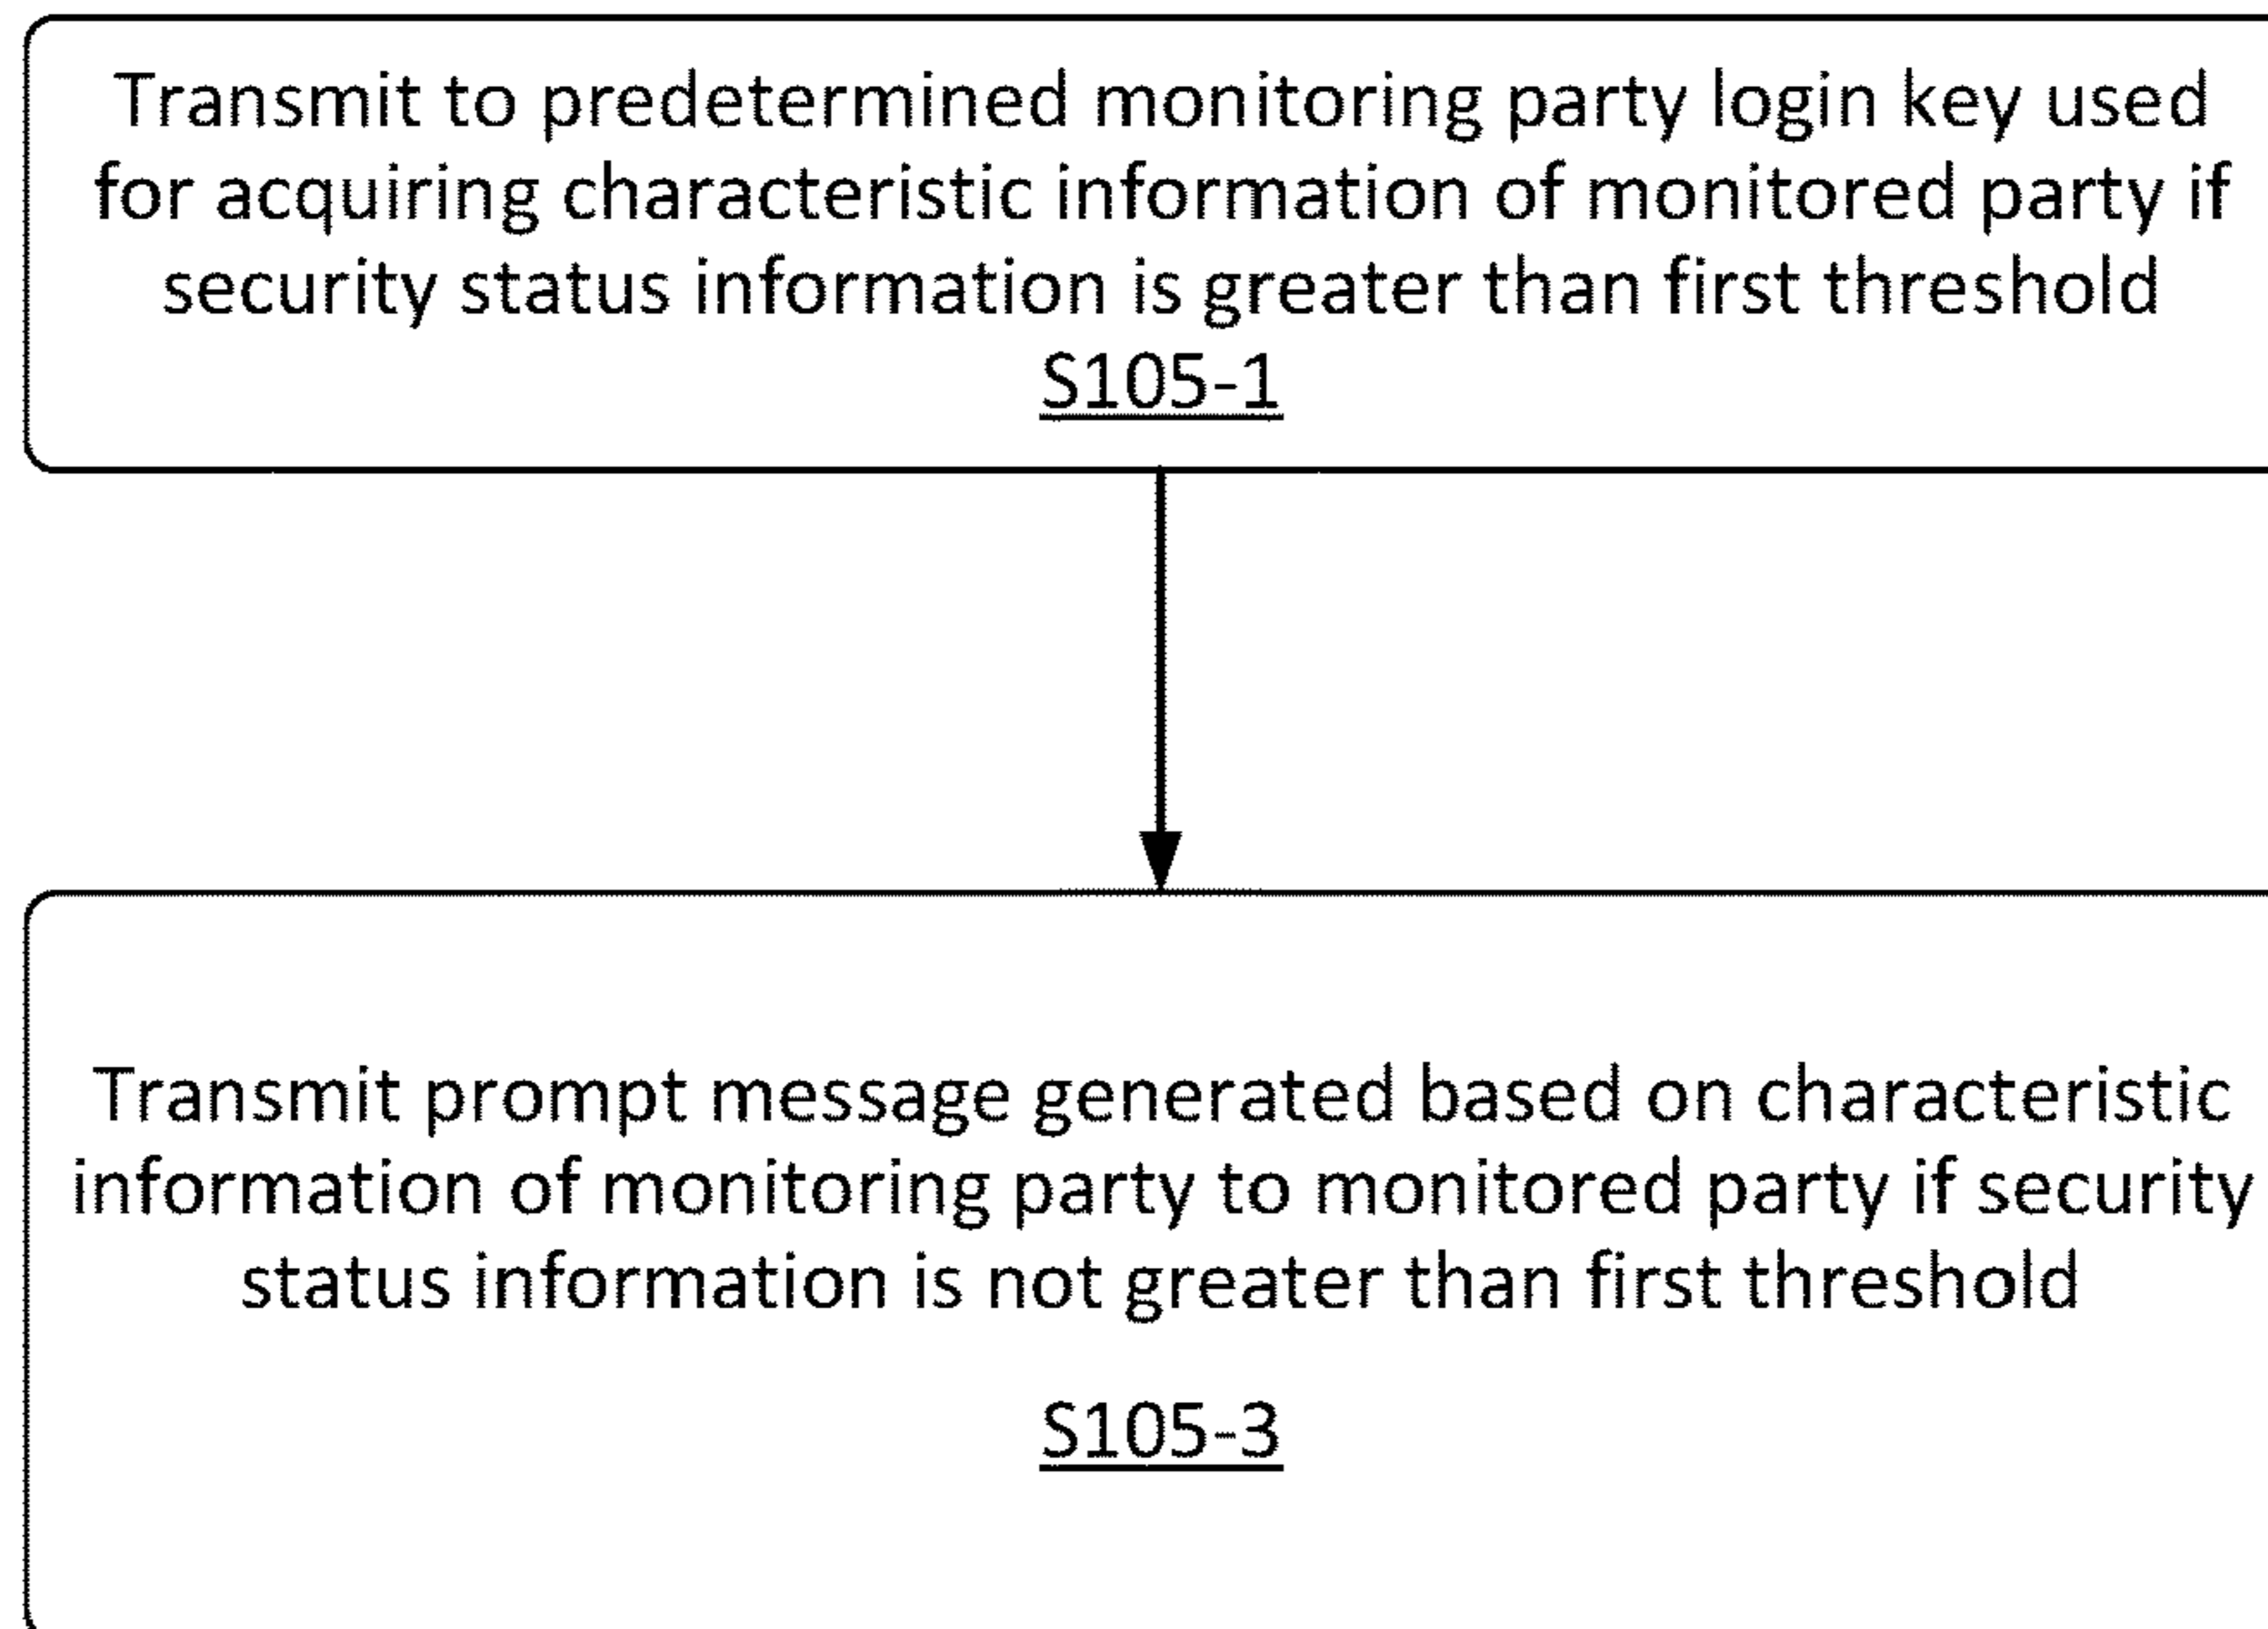 Transmit to predetermined monitoring party login key used
for acquiring characteristic information of monitored party if
security status information is greater than first threshold
S105-1
Transmit prompt message generated based on characteristic
information of monitoring party to monitored party if security
status information is not greater than first threshold
S105-3